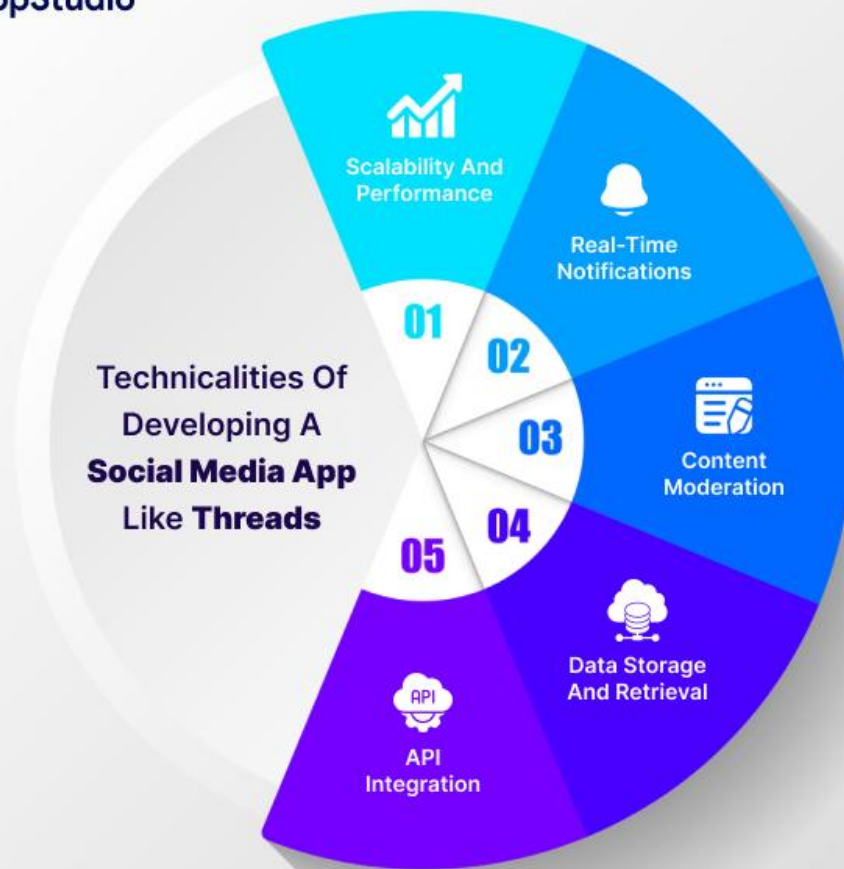 Technicalities Of
Developing A
Social Media App
Like Threads
01
Scalability And
Performance
02
Real-Time
Notifications
03
Content
Moderation
04
Data Storage
And Retrieval
05
API
API
Integration